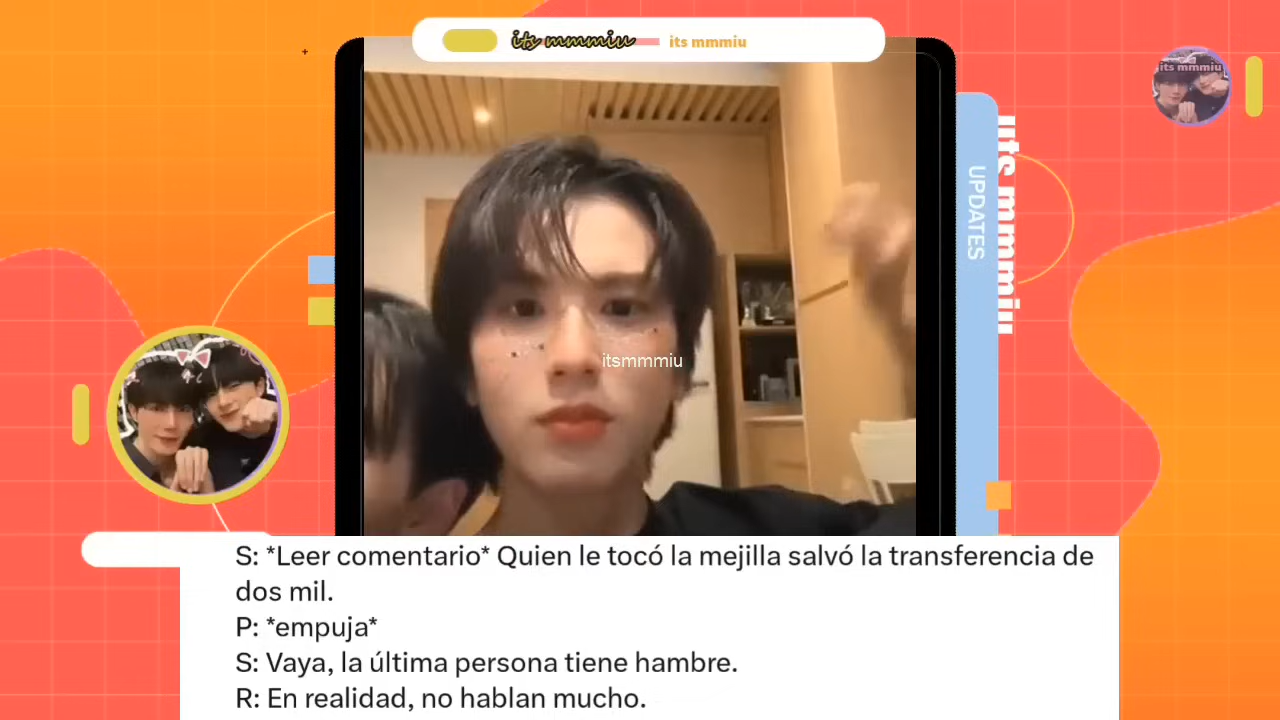 its mmmiu
its mmmiu
its mmmiu
UPDATES
Its mmmiu
itsmmmiu
S: *Leer comentario* Quien le tocó la mejilla salvó la transferencia de
dos mil.
P: *empuja*
S: Vaya, la última persona tiene hambre.
R: En realidad, no hablan mucho.